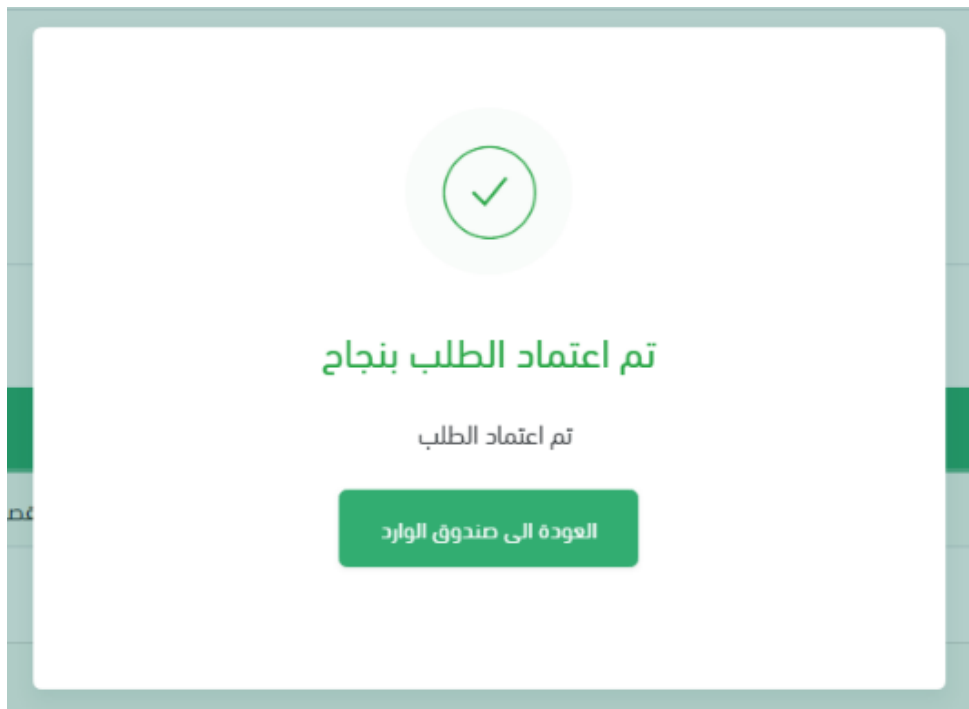 تم اعتماد الطلب بنجاح
تم اعتماد الطلب
العودة الى صندوق الوارد